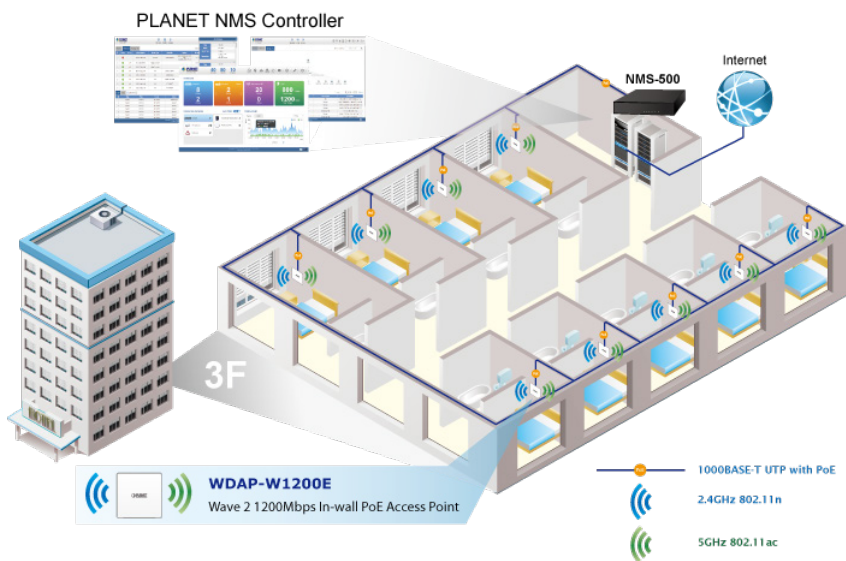 PLANET NMS Controller
NMS-500
Internet
3F
WDAP-W1200E
Wave 2 1200Mbps In-wall PoE Access Point
1000BASE-T UTP with PoE
2.4GHz 802.11n
5GHz 802.11ac